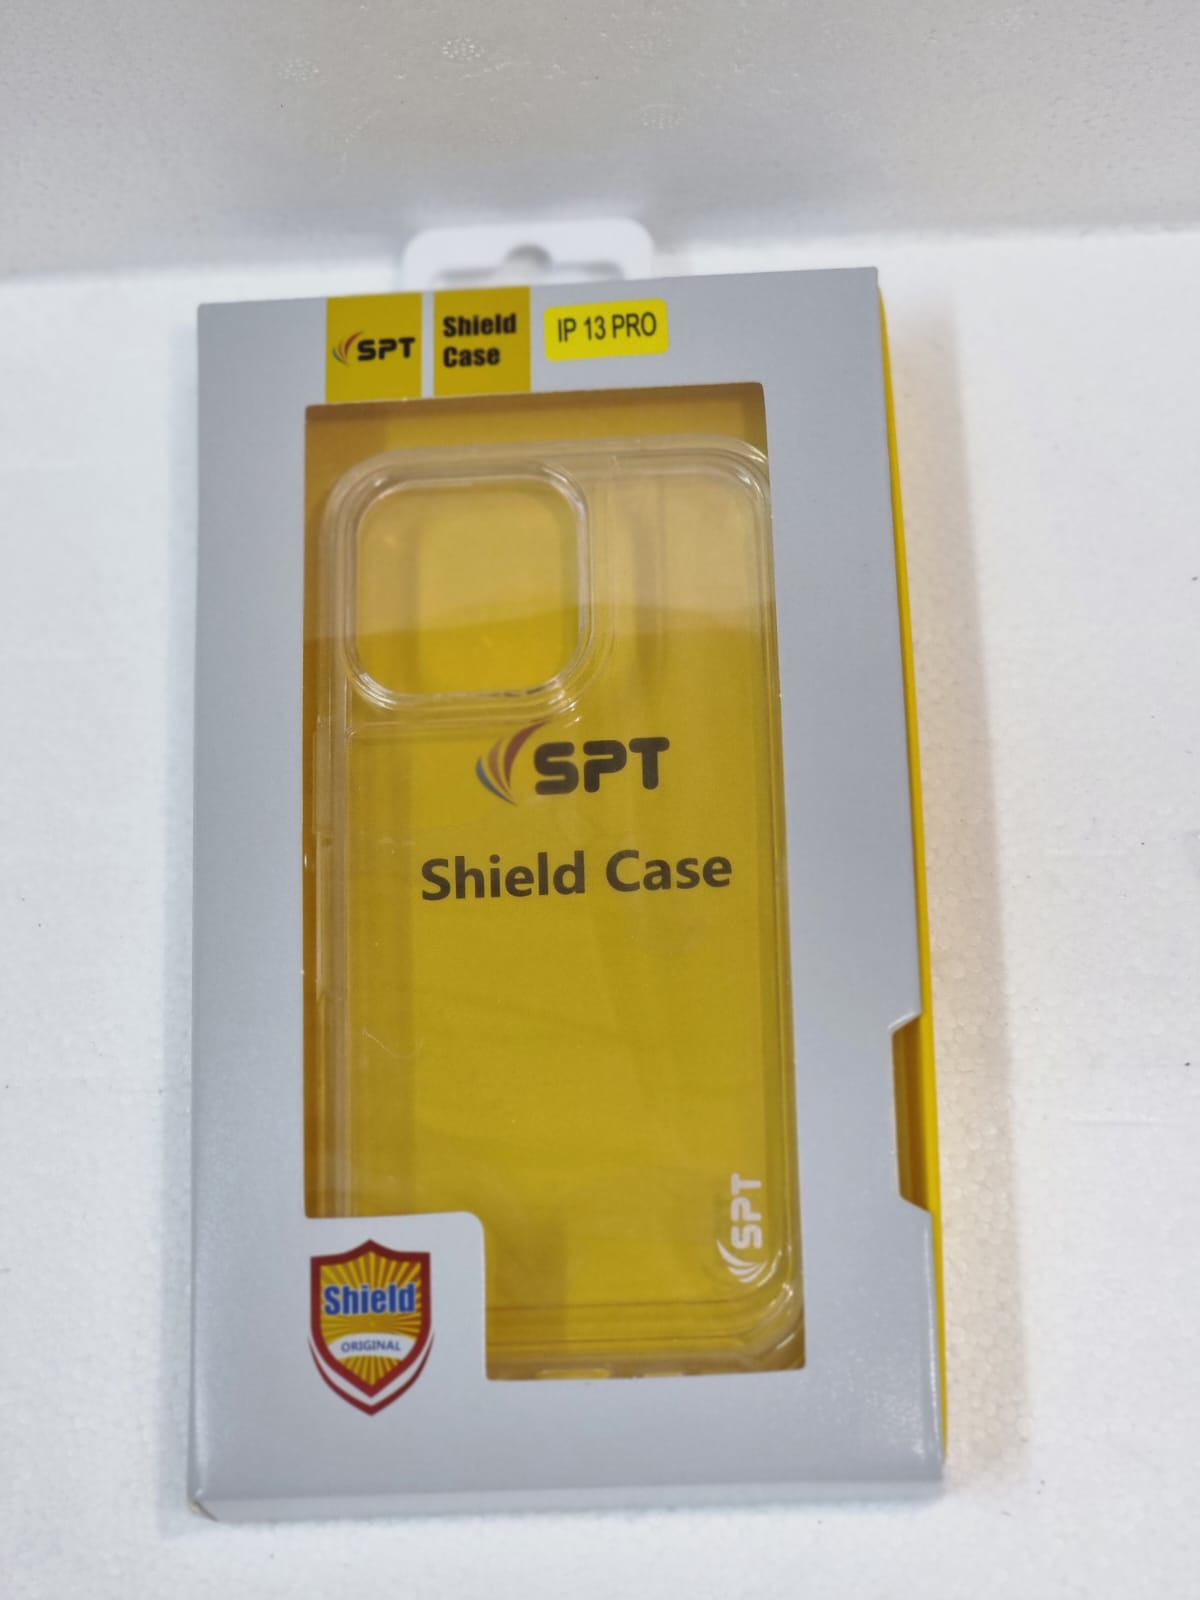 SPT
Shield
Case
IP 13 PRO
SPT
Shield Case
SPT
Shield
ORIGINAL